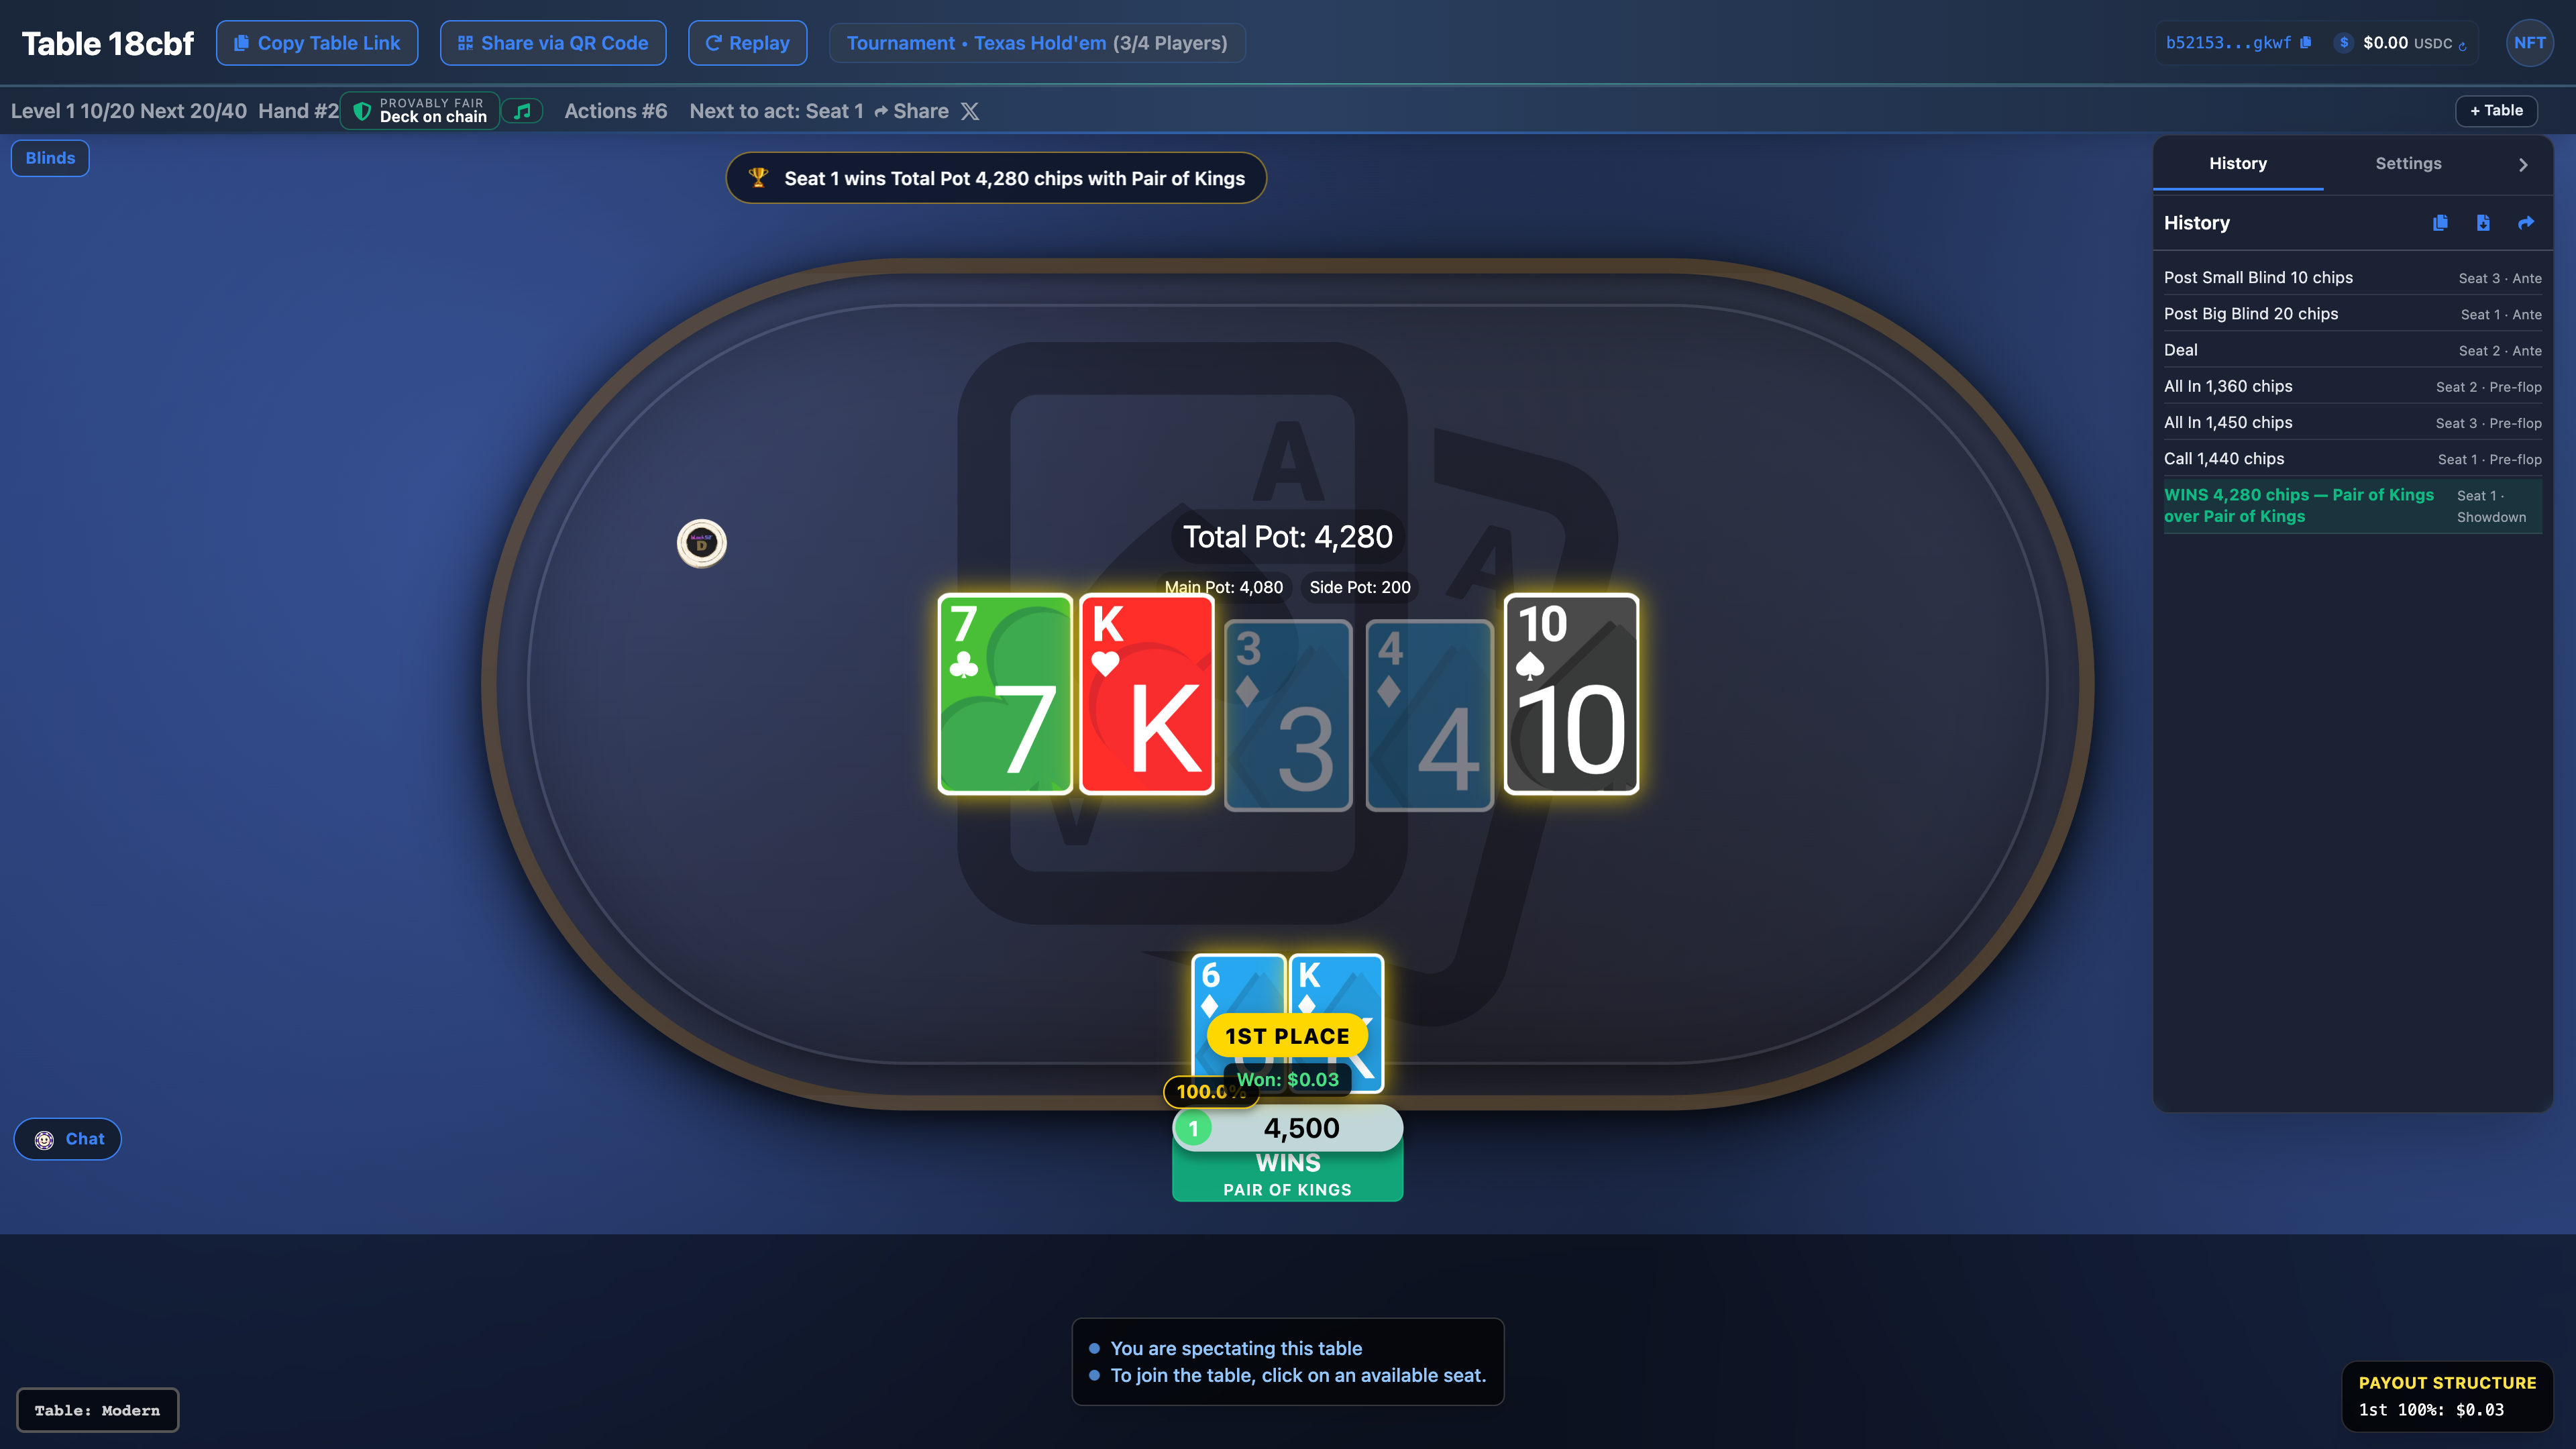 Table 18cbf
Copy Table Link
Share via QR Code
Replay
Tournament • Texas Hold'em (3/4 Players)
b52153...gkwf
$ $0.00 USDC
NFT
Level 1 10/20 Next 20/40 Hand #2
PROVABLY FAIR
Deck on chain
Actions #6
Next to act: Seat 1
Share
+ Table
Blinds
Seat 1 wins Total Pot 4,280 chips with Pair of Kings
History
Settings
History
Post Small Blind 10 chips Seat 3 · Ante
Post Big Blind 20 chips Seat 1 · Ante
Deal Seat 2 · Ante
All In 1,360 chips Seat 2 · Pre-flop
All In 1,450 chips Seat 3 · Pre-flop
Call 1,440 chips Seat 1 · Pre-flop
WINS 4,280 chips — Pair of Kings Seat 1 ·
over Pair of Kings Showdown
A
A
D
Total Pot: 4,280
Main Pot: 4,080 Side Pot: 200
7
7
K
K
3
3
4
4
10
10
6
K
1ST PLACE
Won: $0.03
100.0%
1 4,500
WINS
PAIR OF KINGS
Chat
You are spectating this table
To join the table, click on an available seat.
Table: Modern
PAYOUT STRUCTURE
1st 100%: $0.03